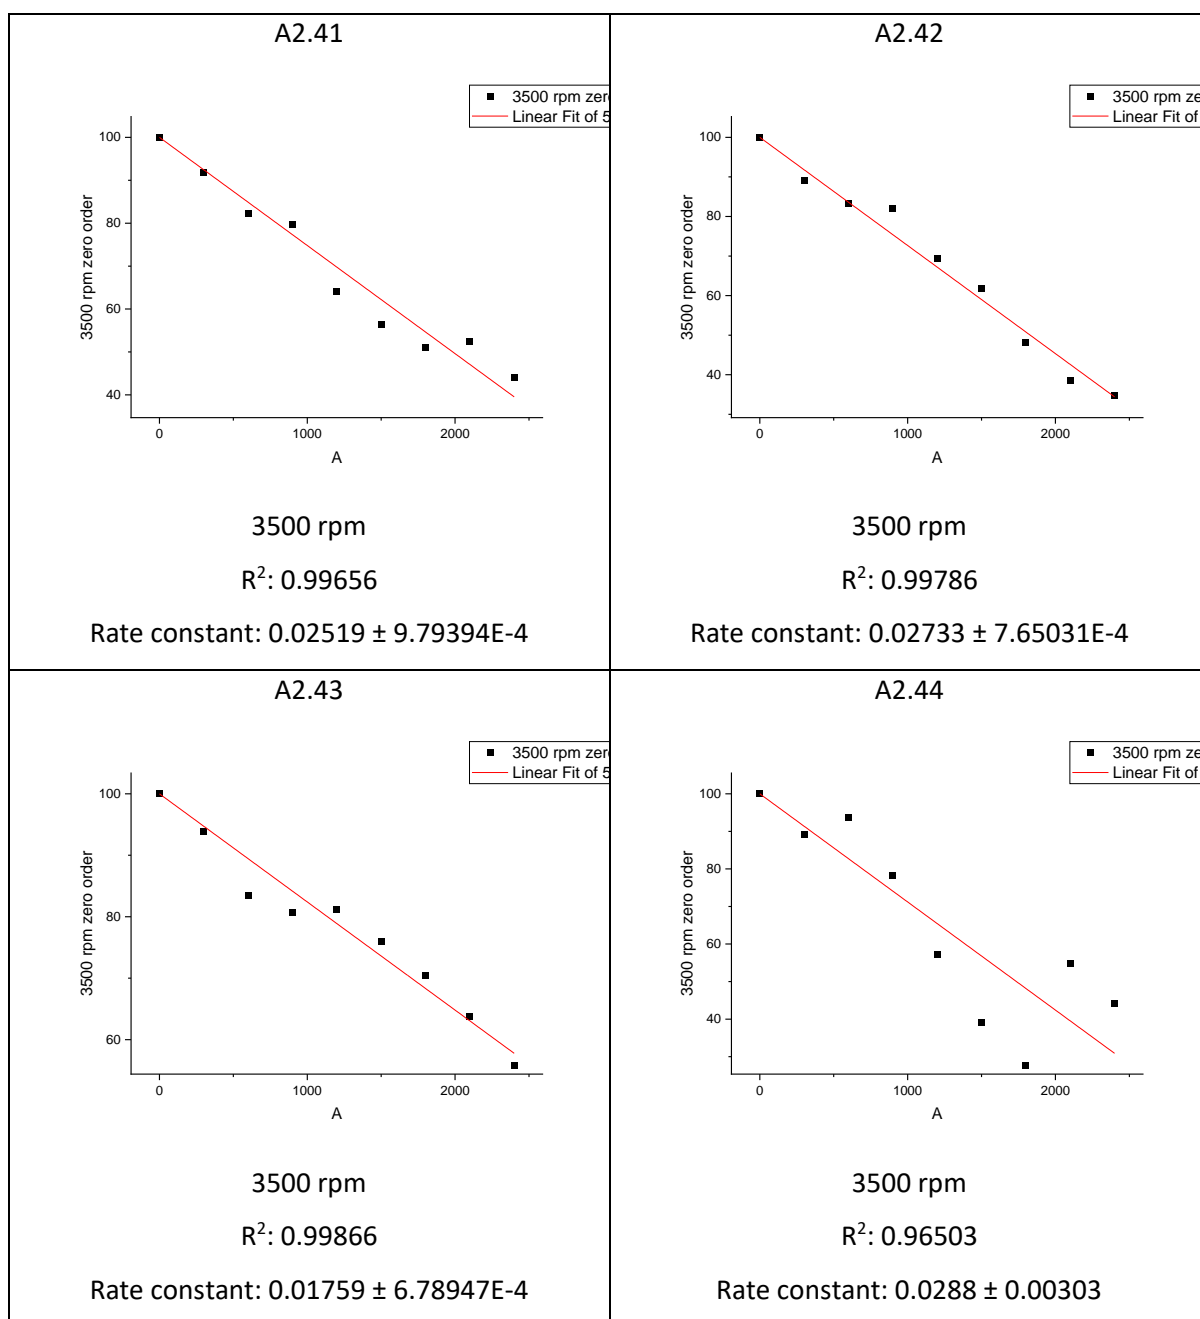 A2.41
3500 rpm zer
Linear Fit of 5
100
80
60
40
3500 rpm zero order
0
1000
2000
A
3500 rpm
R²: 0.99656
Rate constant: 0.02519 ± 9.79394E-4
A2.42
3500 rpm ze
Linear Fit of
100
80
60
40
3500 rpm zero order
0
1000
2000
A
3500 rpm
R²: 0.99786
Rate constant: 0.02733 ± 7.65031E-4
A2.43
3500 rpm zer
Linear Fit of 5
100
80
60
3500 rpm zero order
0
1000
2000
A
3500 rpm
R²: 0.99866
Rate constant: 0.01759 ± 6.78947E-4
A2.44
3500 rpm ze
Linear Fit of
100
80
60
40
3500 rpm zero order
0
1000
2000
A
3500 rpm
R²: 0.96503
Rate constant: 0.0288 ± 0.00303